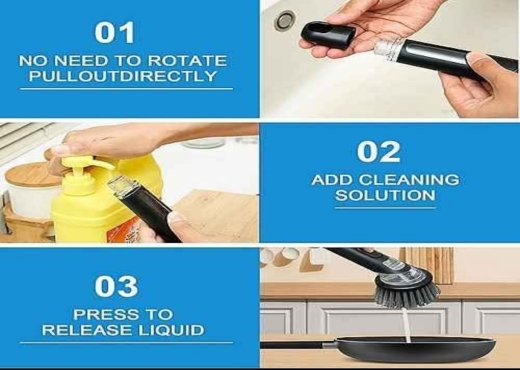 01
NO NEED TO ROTATE
PULLOUTDIRECTLY
02
ADD CLEANING
SOLUTION
03
PRESS TO
RELEASE LIQUID